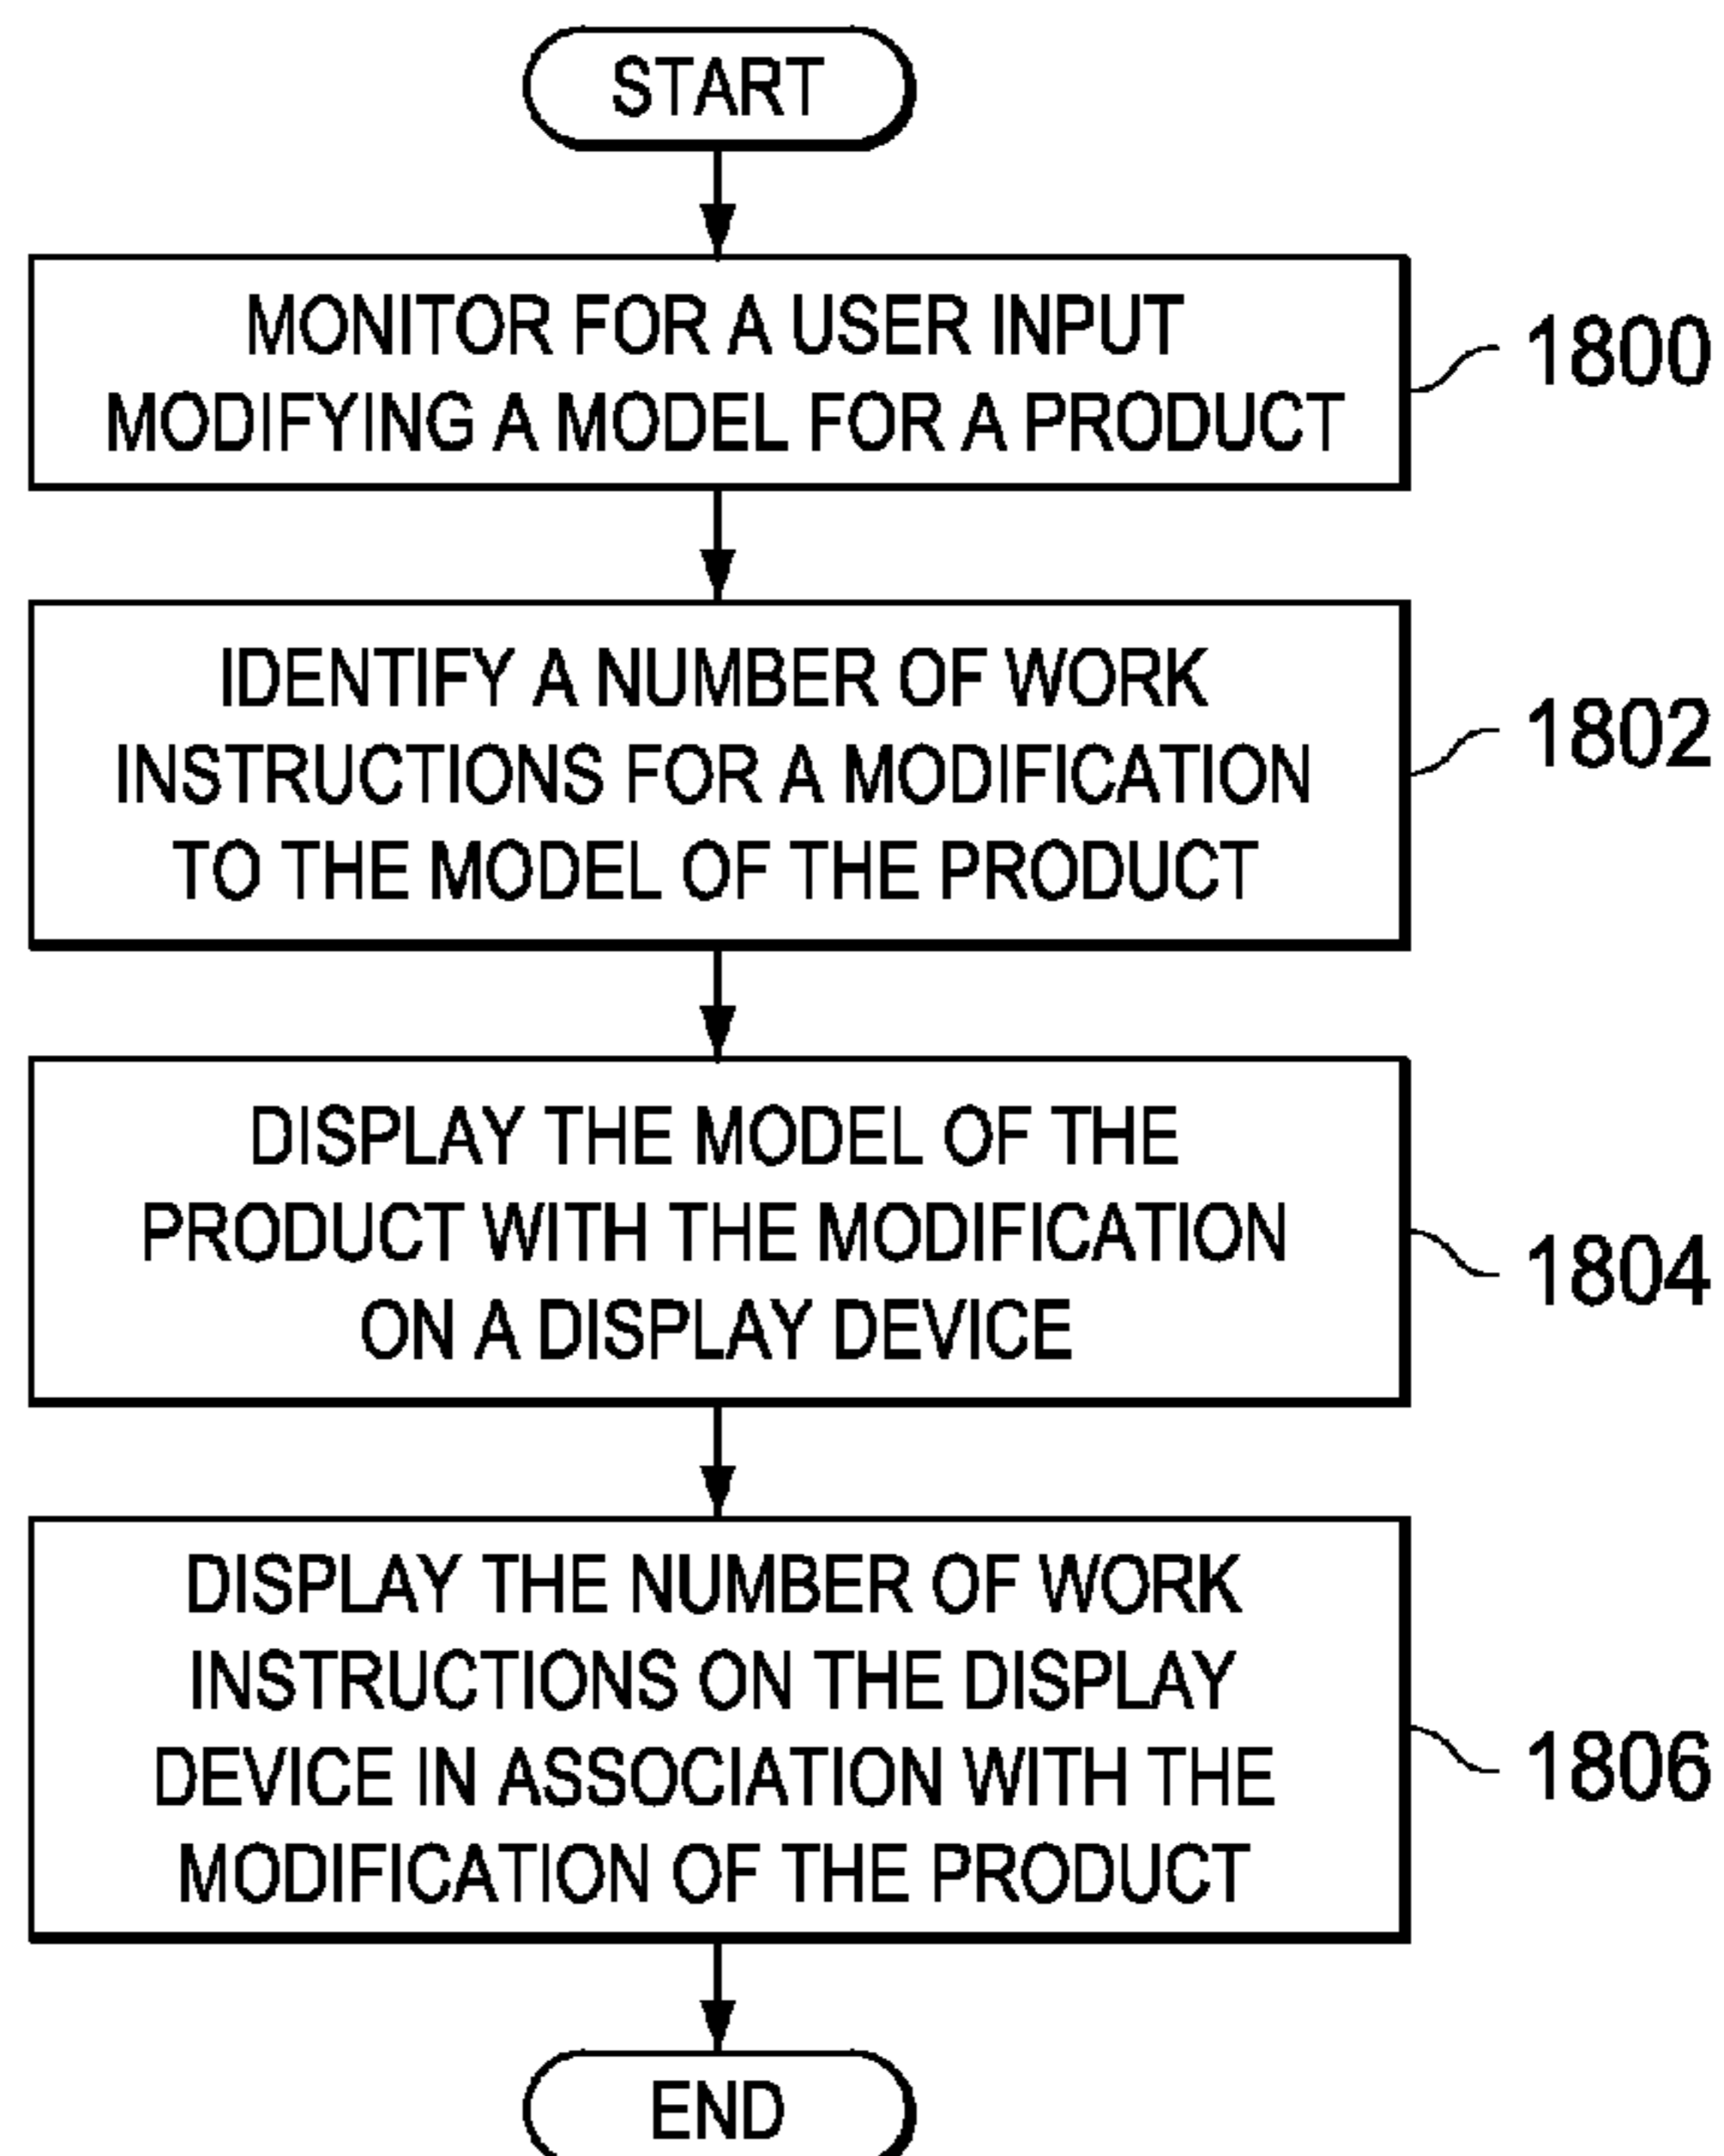 START
MONITOR FOR A USER INPUT
MODIFYING A MODEL FOR A PRODUCT
1800
IDENTIFY A NUMBER OF WORK
INSTRUCTIONS FOR A MODIFICATION
TO THE MODEL OF THE PRODUCT
1802
DISPLAY THE MODEL OF THE
PRODUCT WITH THE MODIFICATION
ON A DISPLAY DEVICE
1804
DISPLAY THE NUMBER OF WORK
INSTRUCTIONS ON THE DISPLAY
DEVICE IN ASSOCIATION WITH THE
MODIFICATION OF THE PRODUCT
1806
END